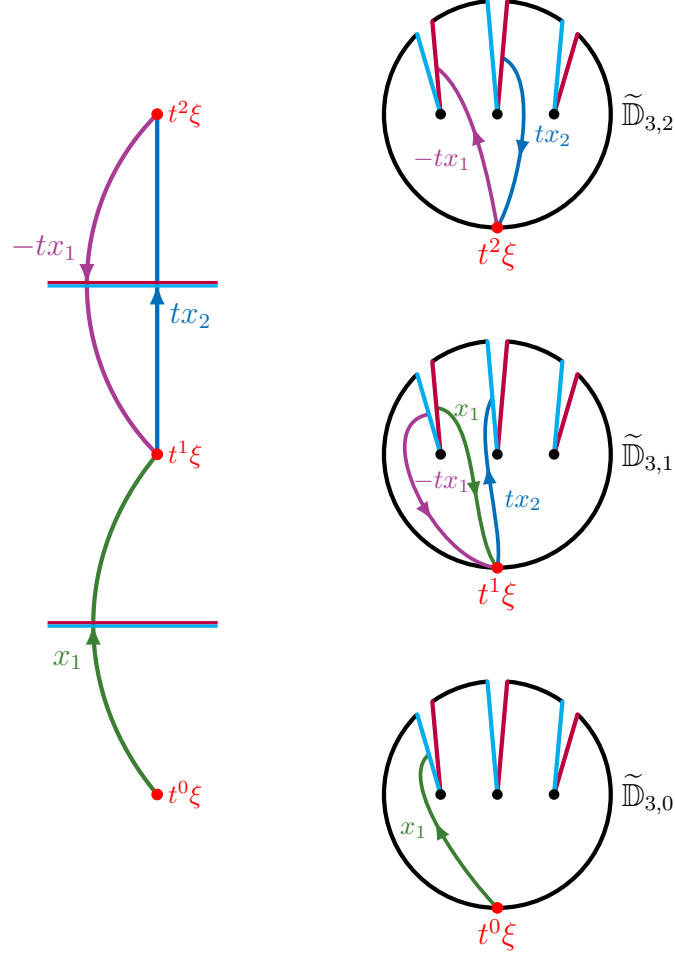 t²ξ
−tx₁
tx₂
t¹ξ
x₁
t⁰ξ
−tx₁
tx₂
t²ξ
𝔻̃₃,₂
x₁
−tx₁
tx₂
t¹ξ
𝔻̃₃,₁
x₁
t⁰ξ
𝔻̃₃,₀